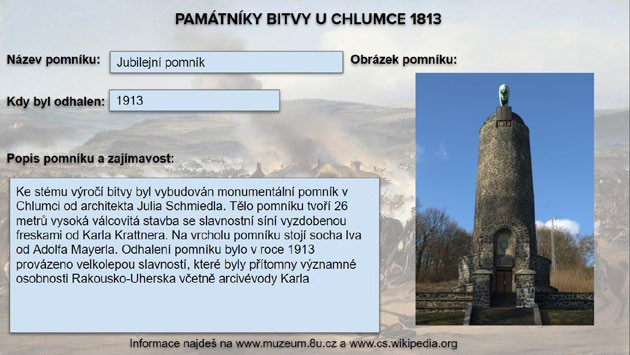 PAMÁTNÍKY BITVY U CHLUMCE 1813
Název pomníku:
Jubilejní pomník
Obrázek pomníku:
Kdy byl odhalen:
1913
Popis pomníku a zajímavost:
Ke stému výročí bitvy byl vybudován monumentální pomník v
Chlumci od architekta Julia Schmiedla. Tělo pomníku tvoří 26
metrů vysoká válcovitá stavba se slavnostní síní vyzdobenou
freskami od Karla Krattnera. Na vrcholu pomníku stojí socha lva
od Adolfa Mayerla. Odhalení pomníku bylo v roce 1913
provázeno velkolepou slavností, které byly přítomny významné
osobnosti Rakousko-Uherska včetně arcivévody Karla
Informace najdeš na www.muzeum.8u.cz a www.cs.wikipedia.org